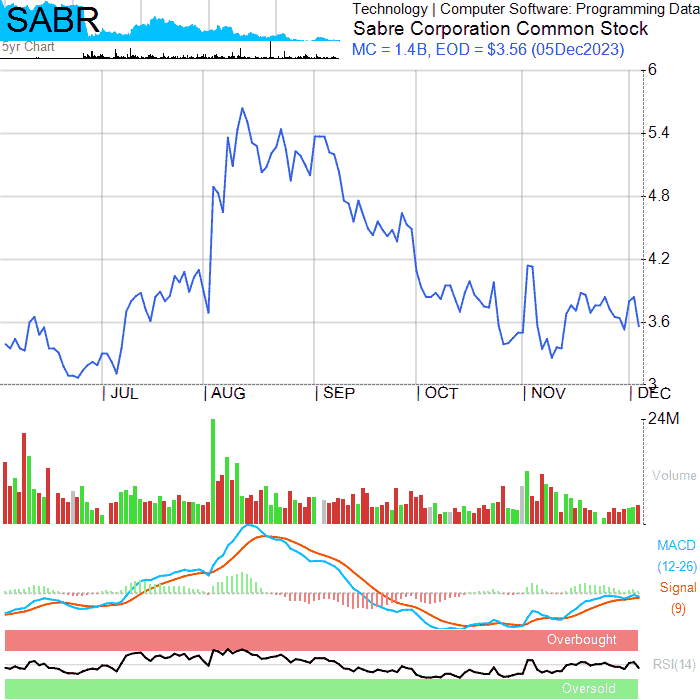 SABR
5yr Chart
Technology | Computer Software: Programming Data
Sabre Corporation Common Stock
MC = 1.4B, EOD = $3.56 (05Dec2023)
6
5.4
4.8
4.2
3.6
3
JUL
AUG
SEP
OCT
NOV
DEC
24M
Volume
MACD
(12-26)
Signal
(9)
Overbought
RSI(14)
Oversold